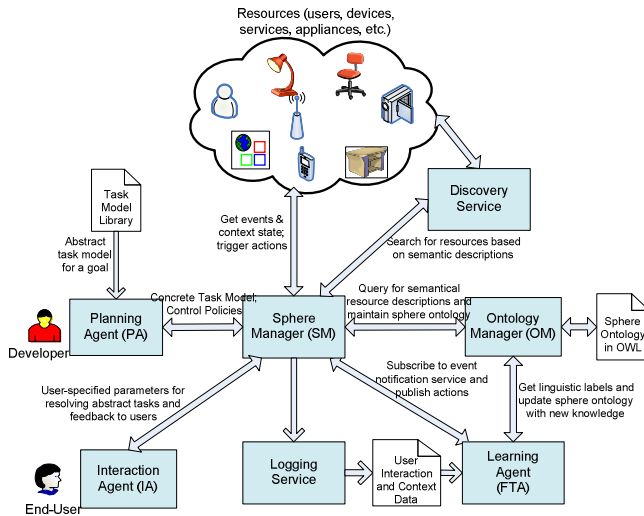 Resources (users, devices,
services, appliances, etc.)
Task
Model
Library
Discovery
Service
Get events &
context state;
trigger actions
Search for resources based
on semantic descriptions
Abstract
task model
for a goal
Concrete Task Model;
Control Policies
Query for semantical
resource descriptions and
maintain sphere ontology
Planning
Agent (PA)
Sphere
Manager (SM)
Ontology
Manager (OM)
Sphere
Ontology
in OWL
Developer
User-specified parameters for
resolving abstract tasks and
feedback to users
Subscribe to event
notification service and
publish actions
Get linguistic labels and
update sphere ontology
with new knowledge
Interaction
Agent (IA)
Logging
Service
User
Interaction
and Context
Data
Learning
Agent
(FTA)
End-User